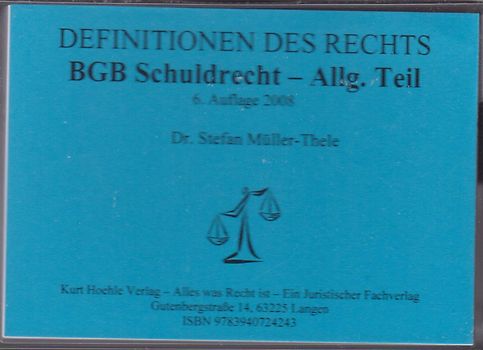 DEFINITIONEN DES RECHTS
BGB Schuldrecht – Allg. Teil
6. Auflage 2008
Dr. Stefan Müller-Thele
Kurt Hoehle Verlag – Alles was Recht ist – Ein Juristischer Fachverlag
Gutenbergstraße 14, 63225 Langen
ISBN 9783940724243